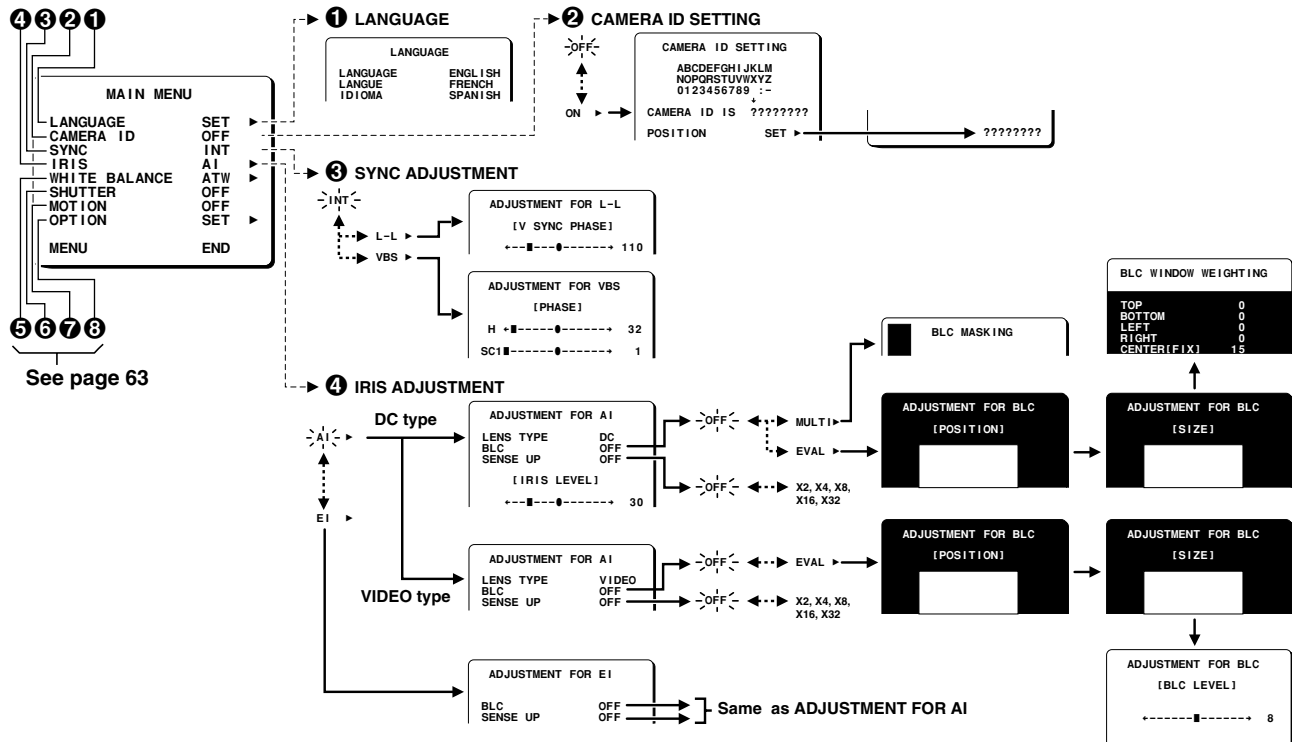 ❹❸❷❶
MAIN MENU
LANGUAGE SET ►
CAMERA ID OFF
SYNC INT
IRIS AI ►
WHITE BALANCE ATW ►
SHUTTER OFF
MOTION OFF
OPTION SET ►
MENU END
❺❻❼❽
See page 63
❶ LANGUAGE
LANGUAGE
LANGUAGE ENGLISH
LANGUE FRENCH
IDIOMA SPANISH
❷ CAMERA ID SETTING
OFF
ON ►
CAMERA ID SETTING
ABCDEFGHIJKLM
NOPQRSTUVWXYZ
0123456789 :-
CAMERA ID IS ????????
POSITION SET ►
????????
❸ SYNC ADJUSTMENT
INT
L-L ►
VBS ►
ADJUSTMENT FOR L-L
[V SYNC PHASE]
110
ADJUSTMENT FOR VBS
[PHASE]
H 32
SC1 1
❹ IRIS ADJUSTMENT
AI ►
EI ►
DC type
ADJUSTMENT FOR AI
LENS TYPE DC
BLC OFF
SENSE UP OFF
[IRIS LEVEL]
30
OFF
MULTI►
EVAL ►
OFF
X2, X4, X8,
X16, X32
BLC MASKING
ADJUSTMENT FOR BLC
[POSITION]
ADJUSTMENT FOR BLC
[SIZE]
BLC WINDOW WEIGHTING
TOP 0
BOTTOM 0
LEFT 0
RIGHT 0
CENTER[FIX] 15
VIDEO type
ADJUSTMENT FOR AI
LENS TYPE VIDEO
BLC OFF
SENSE UP OFF
OFF
EVAL ►
OFF
X2, X4, X8,
X16, X32
ADJUSTMENT FOR BLC
[POSITION]
ADJUSTMENT FOR BLC
[SIZE]
ADJUSTMENT FOR BLC
[BLC LEVEL]
8
ADJUSTMENT FOR EI
BLC OFF
SENSE UP OFF
Same as ADJUSTMENT FOR AI